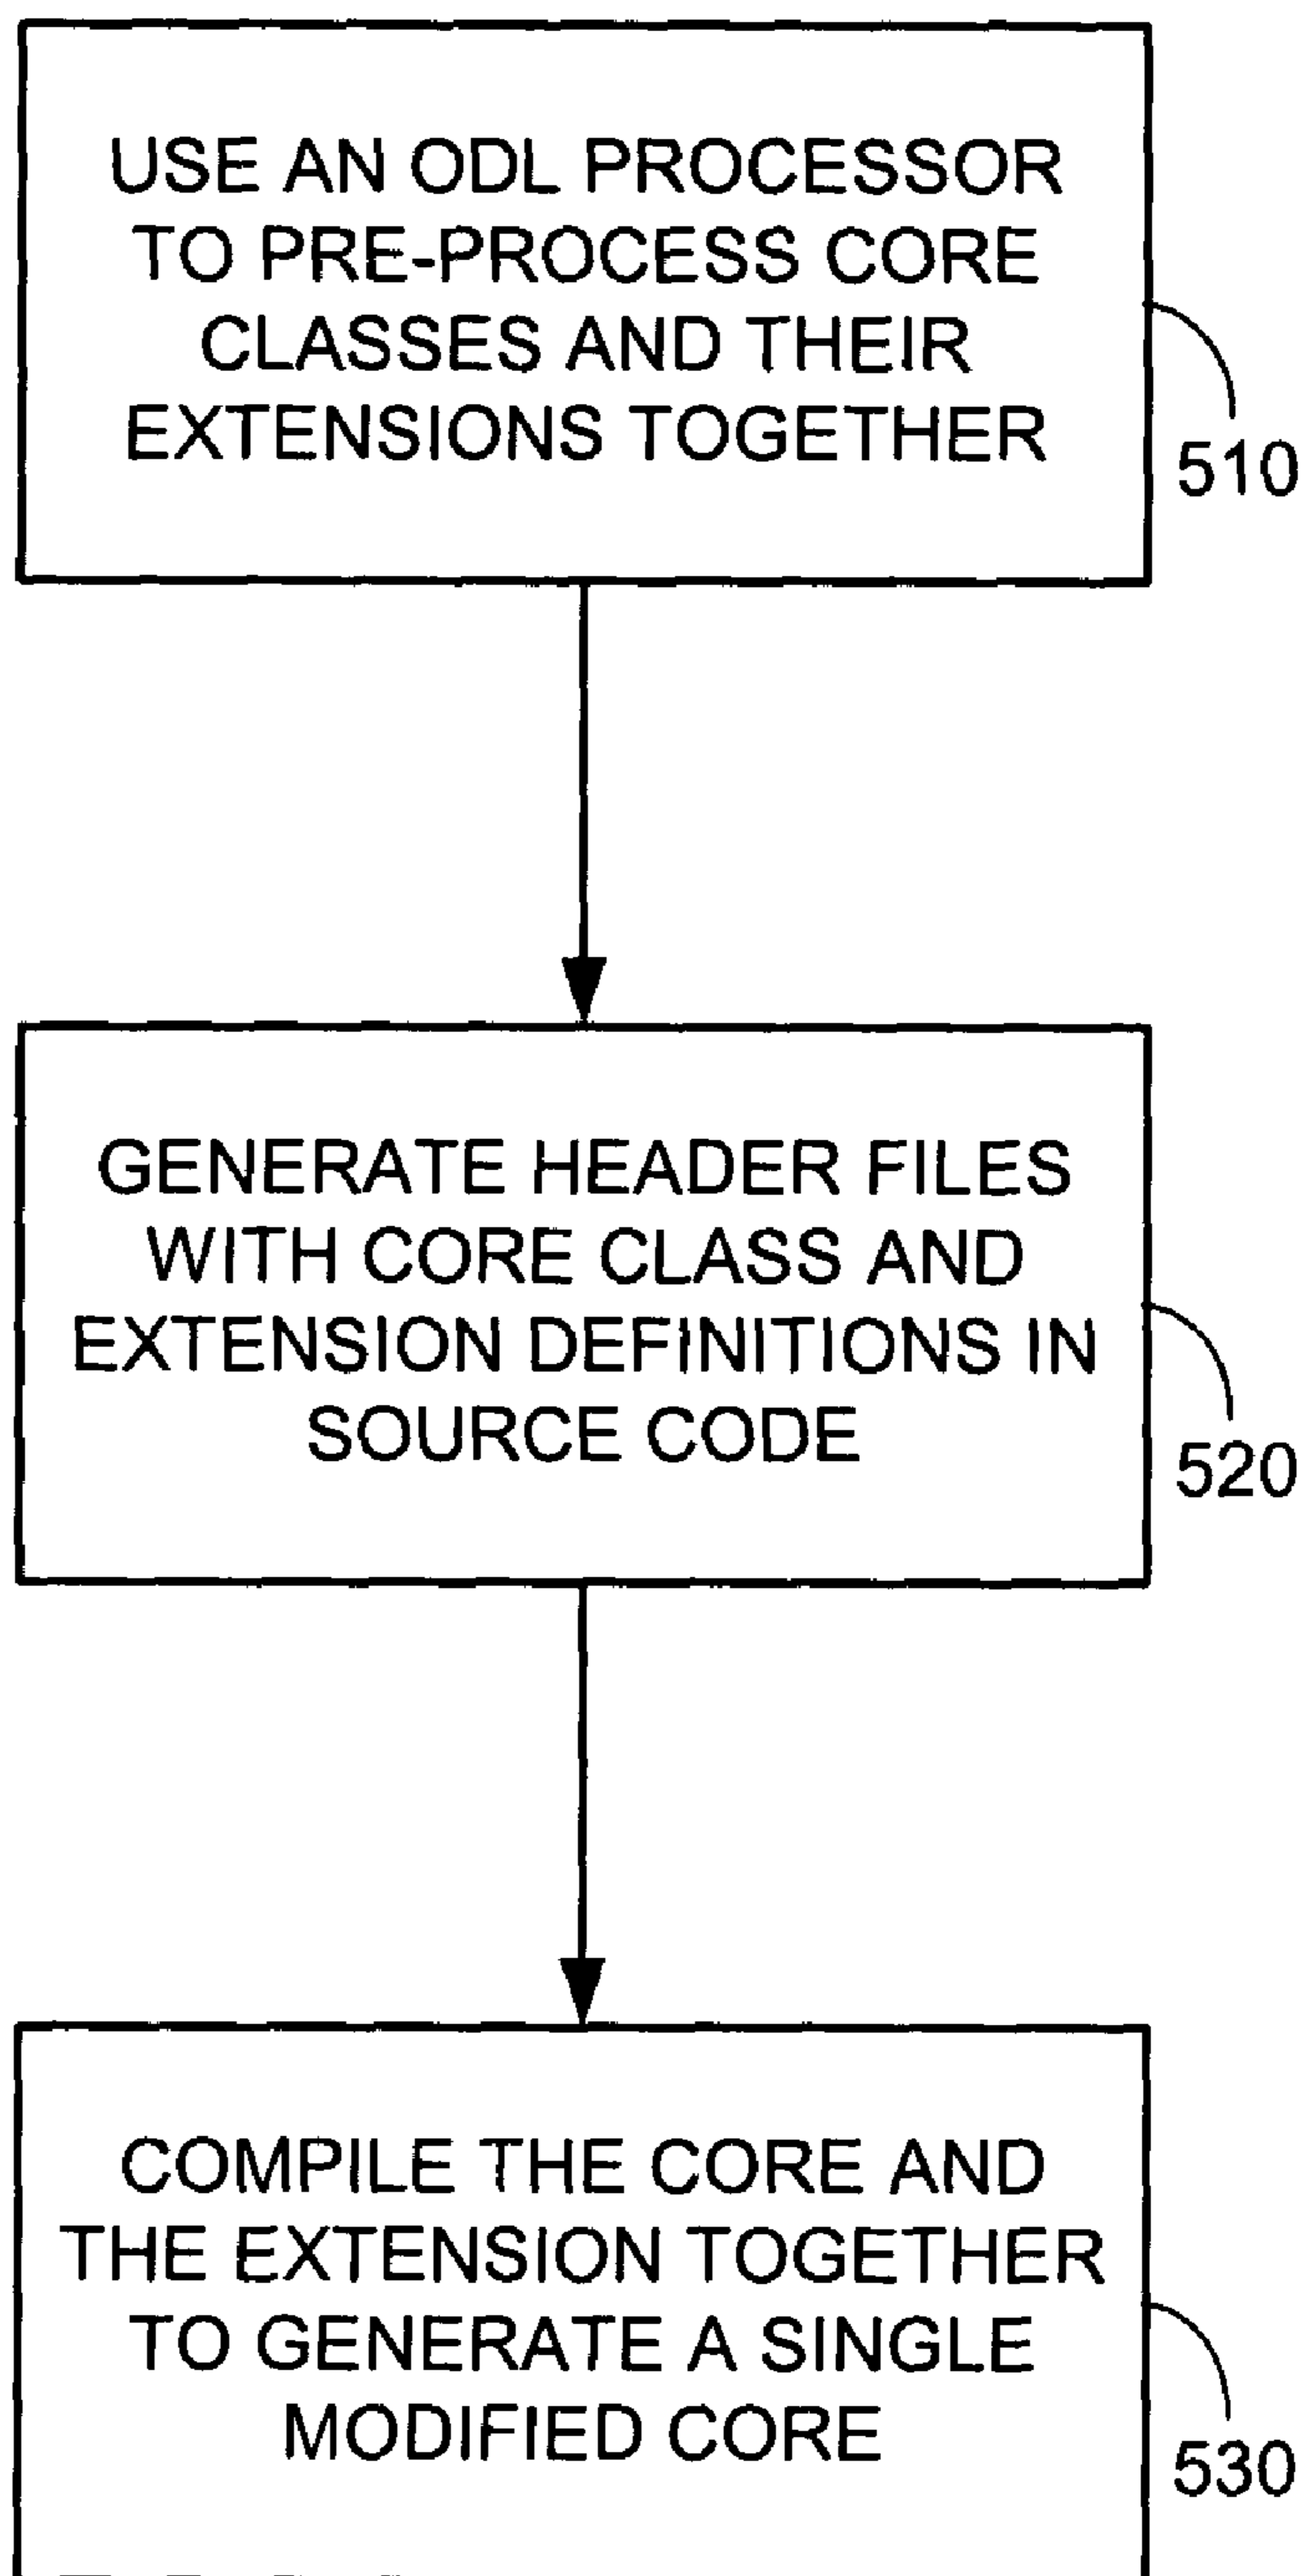 USE AN ODL PROCESSOR
TO PRE-PROCESS CORE
CLASSES AND THEIR
EXTENSIONS TOGETHER
510
GENERATE HEADER FILES
WITH CORE CLASS AND
EXTENSION DEFINITIONS IN
SOURCE CODE
520
COMPILE THE CORE AND
THE EXTENSION TOGETHER
TO GENERATE A SINGLE
MODIFIED CORE
530